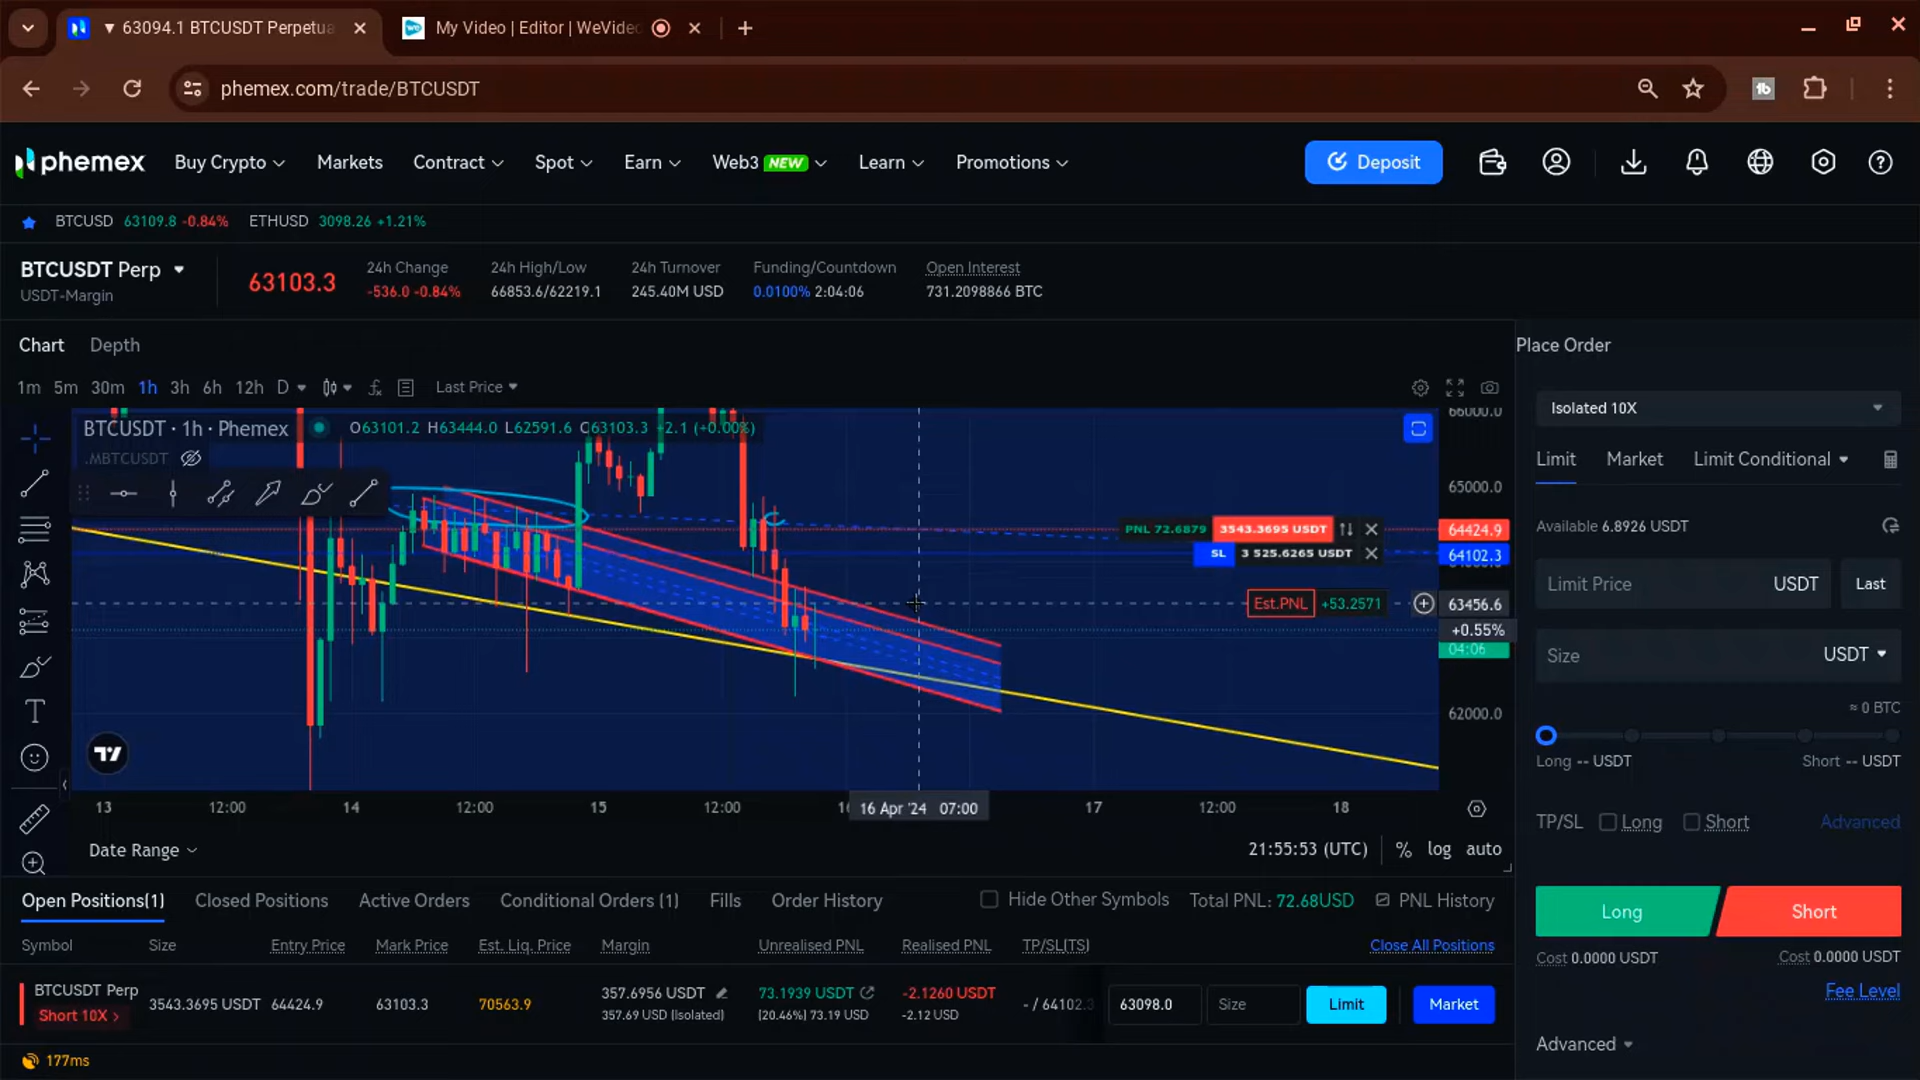 ▼ 63094.1 BTCUSDT Perpetua
My Video | Editor | WeVideo
phemex.com/trade/BTCUSDT
phemex Buy Crypto Markets Contract Spot Earn Web3 NEW Learn Promotions Deposit
BTCUSD 63109.8 -0.84% ETHUSD 3098.26 +1.21%
BTCUSDT Perp
USDT-Margin
63103.3
24h Change
-536.0 -0.84%
24h High/Low
66853.6/62219.1
24h Turnover
245.40M USD
Funding/Countdown
0.0100% 2:04:06
Open Interest
731.2098866 BTC
Chart Depth
1m 5m 30m 1h 3h 6h 12h D Last Price
BTCUSDT · 1h · Phemex O63101.2 H63444.0 L62591.6 C63103.3 +2.1 (+0.00%)
.MBTCUSDT
66000.0
65000.0
PNL 72.6879 3543.3695 USDT 64424.9
SL 3 525.6265 USDT 64102.3
Est.PNL +53.2571 63456.6
+0.55%
04:06
62000.0
13 12:00 14 12:00 15 12:00 16 Apr '24 07:00 17 12:00 18
Date Range 21:55:53 (UTC) % log auto
Place Order
Isolated 10X
Limit Market Limit Conditional
Available 6.8926 USDT
Limit Price USDT Last
Size USDT
≈ 0 BTC
Long -- USDT Short -- USDT
TP/SL Long Short Advanced
Long Short
Cost 0.0000 USDT Cost 0.0000 USDT
Fee Level
Advanced
Open Positions(1) Closed Positions Active Orders Conditional Orders (1) Fills Order History Hide Other Symbols Total PNL: 72.68USD PNL History
Symbol Size Entry Price Mark Price Est. Liq. Price Margin Unrealised PNL Realised PNL TP/SL(TS) Close All Positions
BTCUSDT Perp
Short 10X >
3543.3695 USDT 64424.9 63103.3 70563.9
357.6956 USDT
357.69 USD (Isolated)
73.1939 USDT
(20.46%) 73.19 USD
-2.1260 USDT
-2.12 USD
- / 64102.3 63098.0 Size Limit Market
177ms